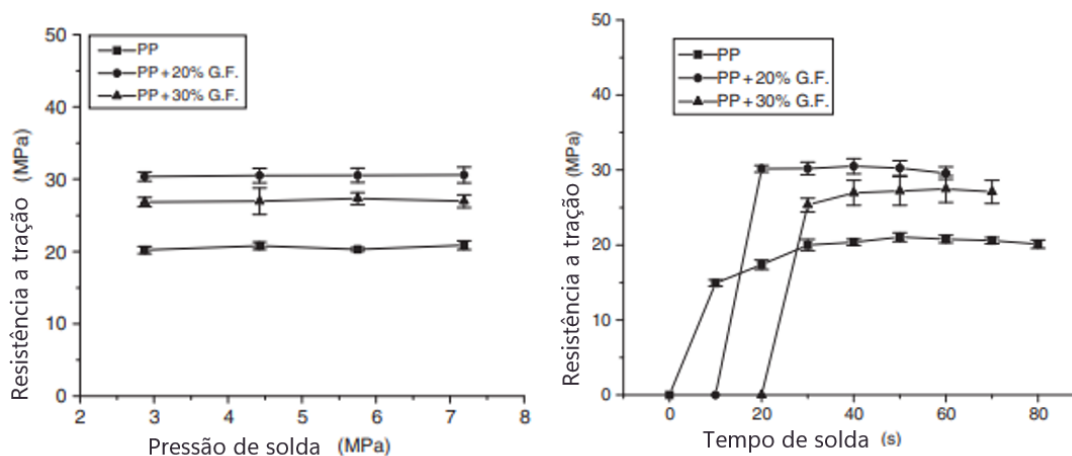 50
40
30
20
10
0
PP
PP + 20% G.F.
PP + 30% G.F.
Resistência a tração (MPa)
2 3 4 5 6 7 8
Pressão de solda (MPa)
50
40
30
20
10
0
PP
PP + 20% G.F.
PP + 30% G.F.
Resistência a tração (MPa)
0 20 40 60 80
Tempo de solda (s)